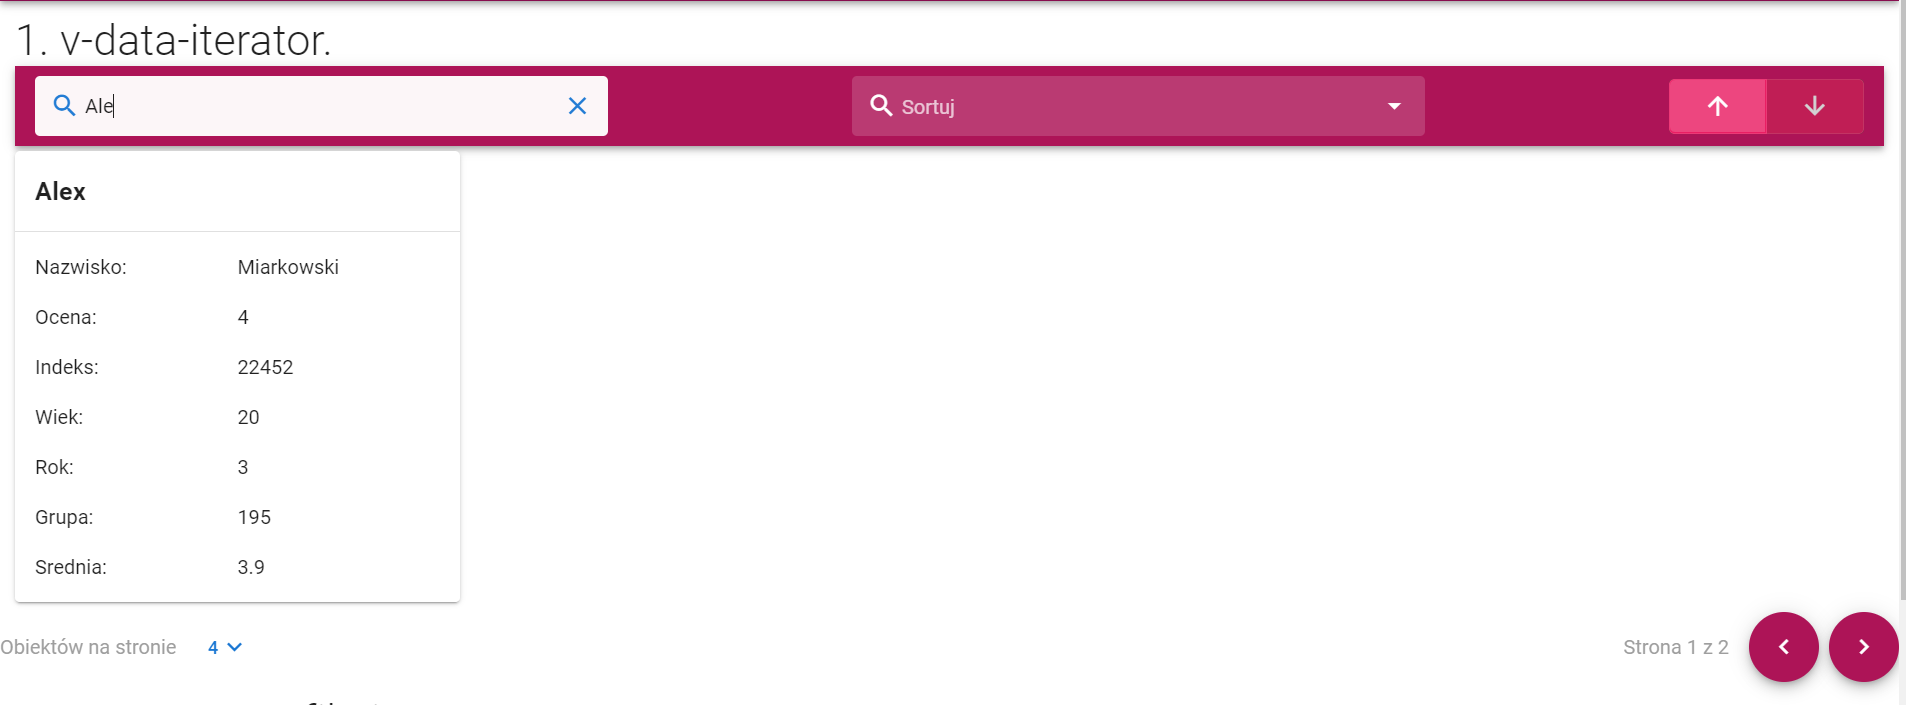 1. v-data-iterator.
Ale
Sortuj
Alex
Nazwisko: Miarkowski
Ocena: 4
Indeks: 22452
Wiek: 20
Rok: 3
Grupa: 195
Srednia: 3.9
Obiektów na stronie 4
Strona 1 z 2